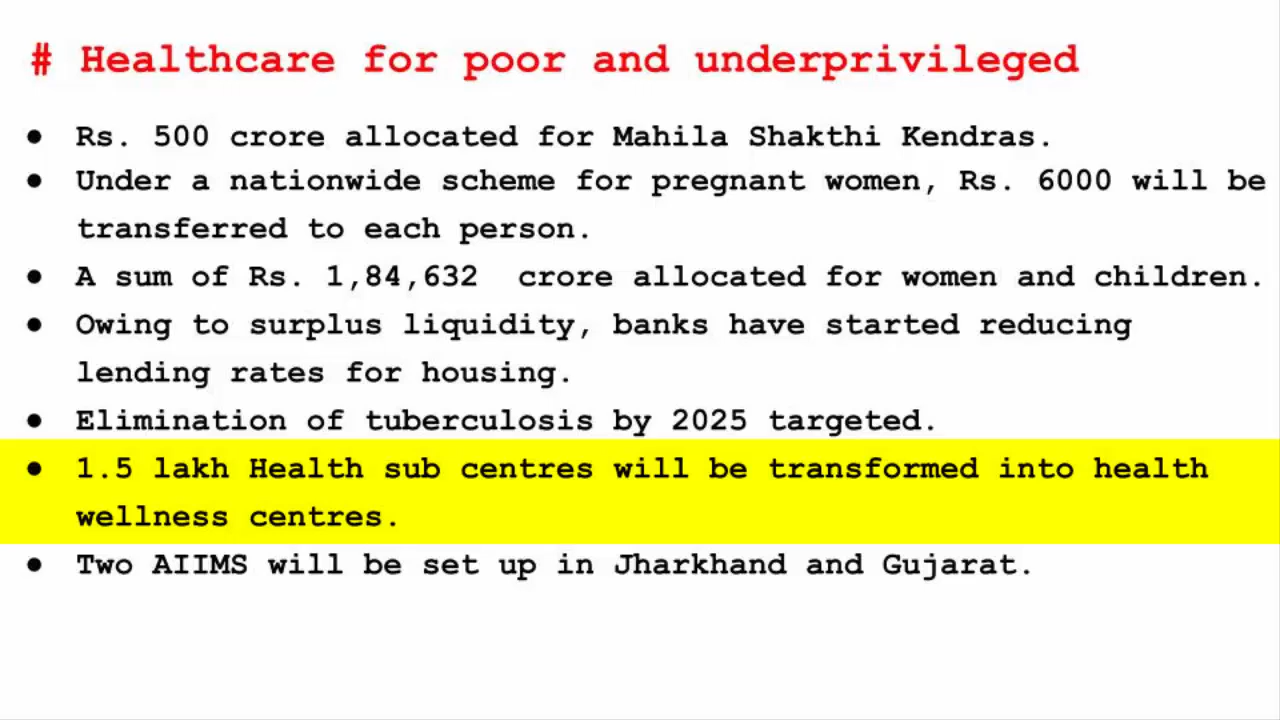 # Healthcare for poor and underprivileged
● Rs. 500 crore allocated for Mahila Shakthi Kendras.
● Under a nationwide scheme for pregnant women, Rs. 6000 will be
transferred to each person.
● A sum of Rs. 1,84,632 crore allocated for women and children.
● Owing to surplus liquidity, banks have started reducing
lending rates for housing.
● Elimination of tuberculosis by 2025 targeted.
● 1.5 lakh Health sub centres will be transformed into health
wellness centres.
● Two AIIMS will be set up in Jharkhand and Gujarat.